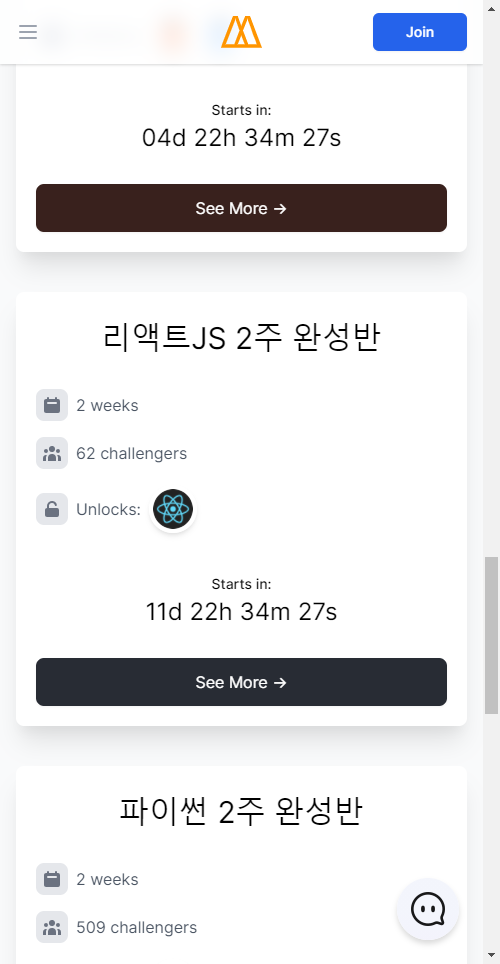 Join
Starts in:
04d 22h 34m 27s
See More →
리액트JS 2주 완성반
2 weeks
62 challengers
Unlocks:
Starts in:
11d 22h 34m 27s
See More →
파이썬 2주 완성반
2 weeks
509 challengers